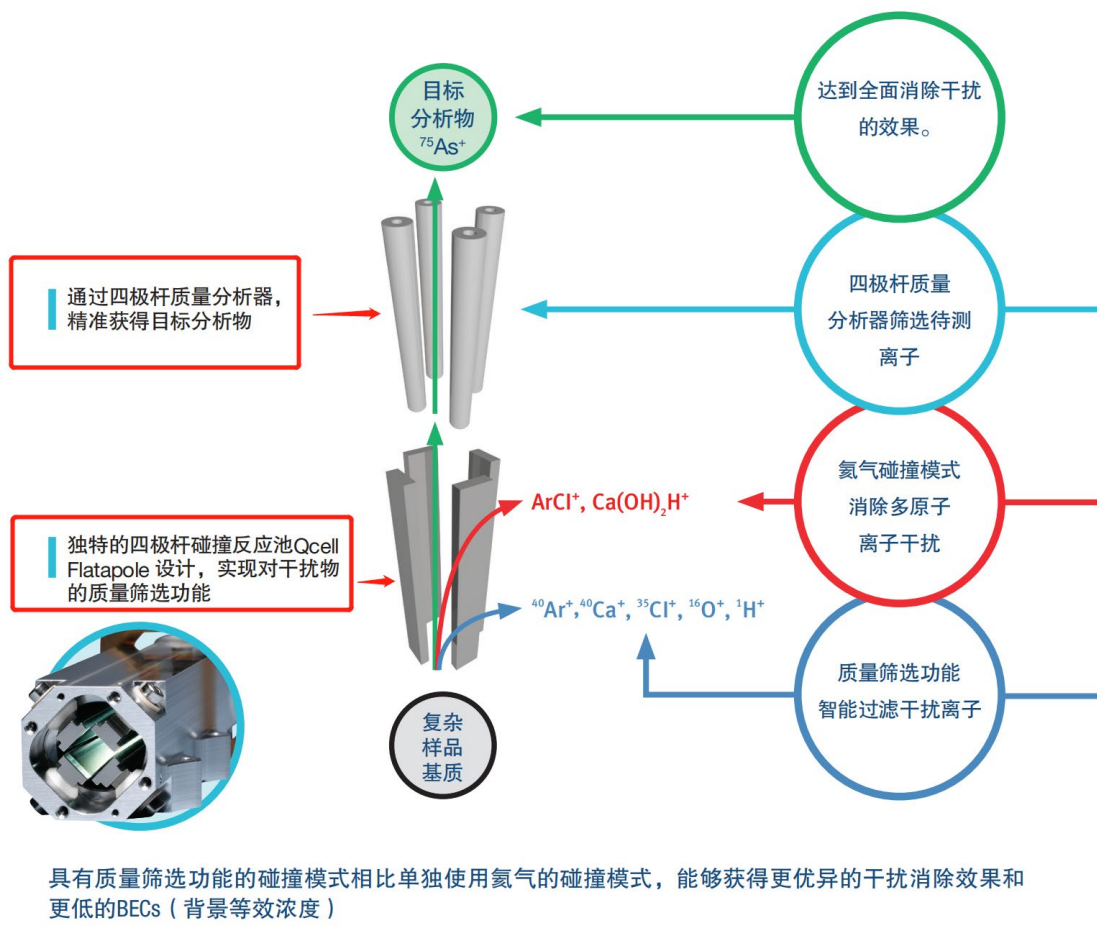 目标
分析物
⁷⁵As⁺
达到全面消除干扰
的效果。
通过四极杆质量分析器，
精准获得目标分析物
四极杆质量
分析器筛选待测
离子
氦气碰撞模式
消除多原子
离子干扰
ArCl⁺, Ca(OH)₂H⁺
独特的四极杆碰撞反应池Qcell
Flatapole 设计，实现对干扰物
的质量筛选功能
⁴⁰Ar⁺,⁴⁰Ca⁺, ³⁵Cl⁺, ¹⁶O⁺, ¹H⁺
质量筛选功能
智能过滤干扰离子
复杂
样品
基质
具有质量筛选功能的碰撞模式相比单独使用氦气的碰撞模式，能够获得更优异的干扰消除效果和
更低的BECs（背景等效浓度）